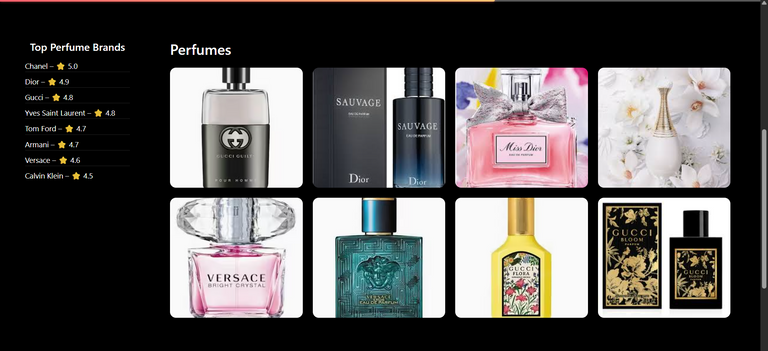 Top Perfume Brands
Chanel – ⭐ 5.0
Dior – ⭐ 4.9
Gucci – ⭐ 4.8
Yves Saint Laurent – ⭐ 4.8
Tom Ford – ⭐ 4.7
Armani – ⭐ 4.7
Versace – ⭐ 4.6
Calvin Klein – ⭐ 4.5
Perfumes
GUCCI GUILTY
POUR HOMME
SAUVAGE
Dior
SAUVAGE
EAU DE PARFUM
Dior
Miss Dior
VERSACE
BRIGHT CRYSTAL
VERSACE
EAU DE PARFUM
GUCCI
FLORA
GUCCI
BLOOM
GUCCI
BLOOM